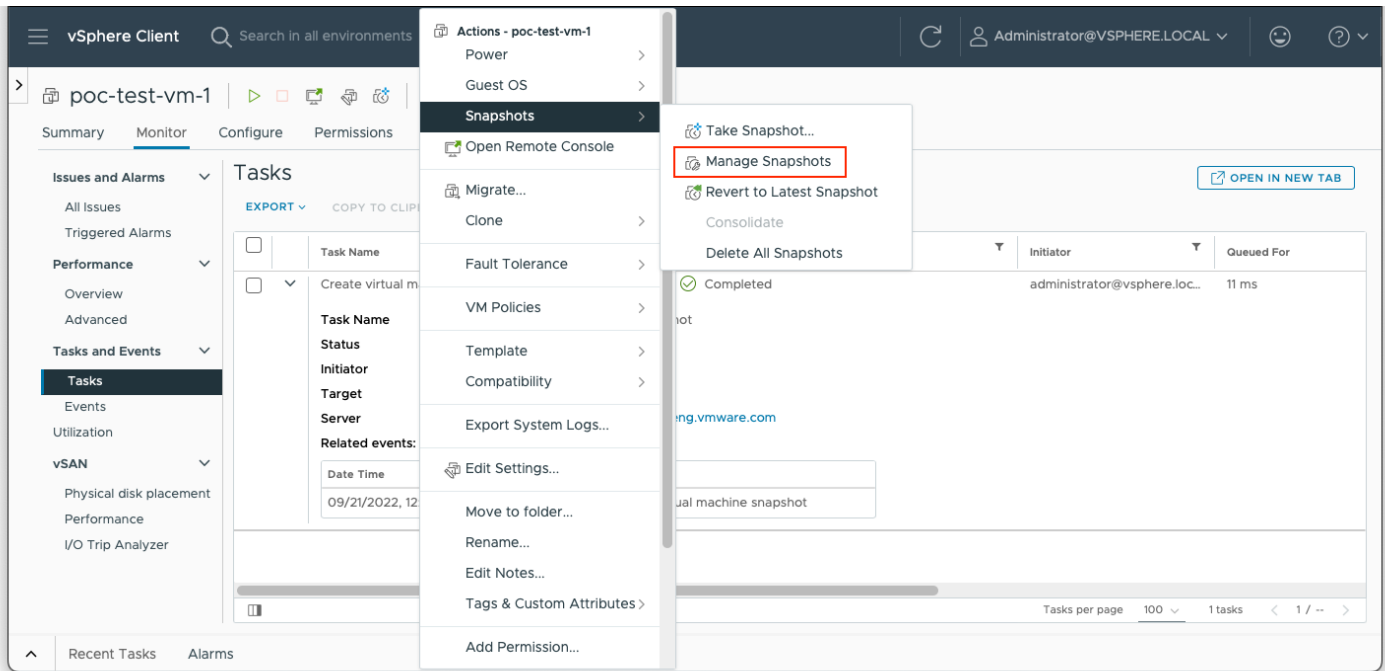 vSphere Client
Search in all environments
Administrator@VSPHERE.LOCAL
poc-test-vm-1
Summary
Monitor
Configure
Permissions
Issues and Alarms
All Issues
Triggered Alarms
Performance
Overview
Advanced
Tasks and Events
Tasks
Events
Utilization
vSAN
Physical disk placement
Performance
I/O Trip Analyzer
Tasks
OPEN IN NEW TAB
EXPORT
COPY TO CLIP
Task Name
Initiator
Queued For
Create virtual m
Completed
administrator@vsphere.loc...
11 ms
Task Name
Status
Initiator
Target
Server
eng.vmware.com
Related events:
Date Time
09/21/2022, 12
machine snapshot
Tasks per page
100
1 tasks
1 / --
Actions - poc-test-vm-1
Power
Guest OS
Snapshots
Open Remote Console
Migrate...
Clone
Fault Tolerance
VM Policies
Template
Compatibility
Export System Logs...
Edit Settings...
Move to folder...
Rename...
Edit Notes...
Tags & Custom Attributes
Add Permission...
Take Snapshot...
Manage Snapshots
Revert to Latest Snapshot
Consolidate
Delete All Snapshots
Recent Tasks
Alarms